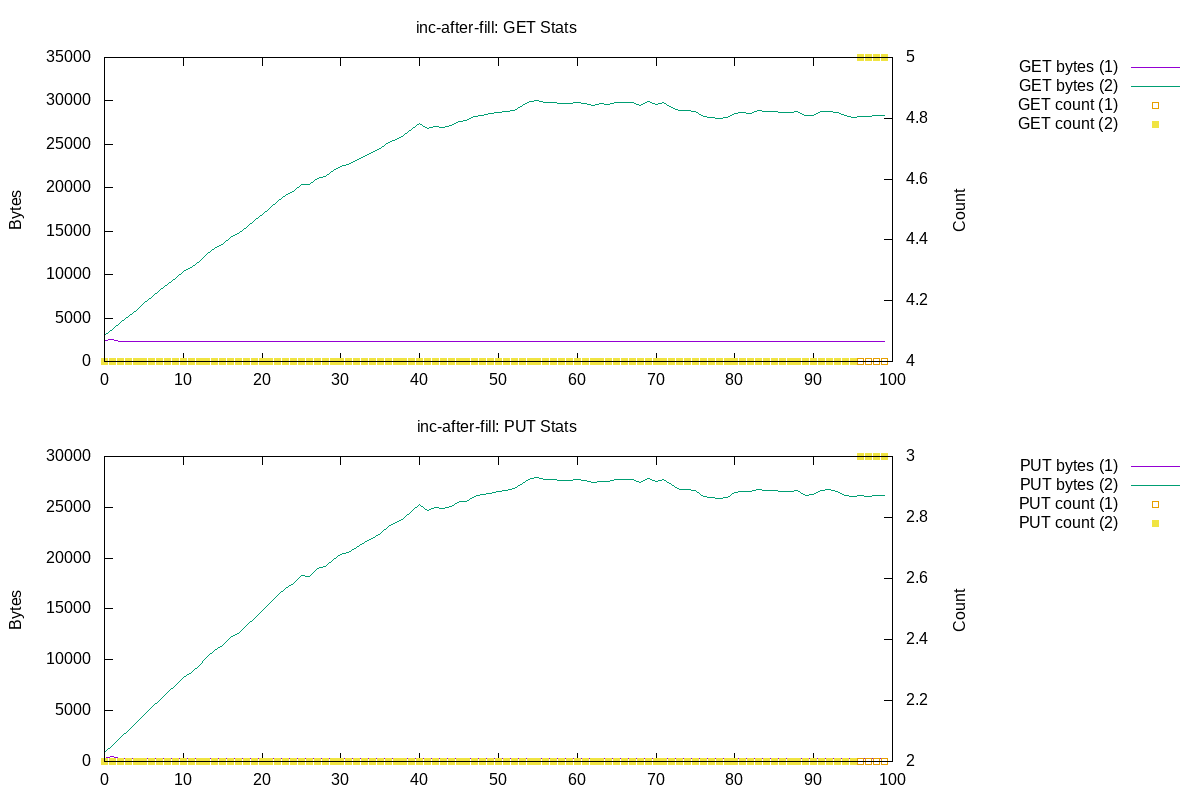 inc-after-fill: GET Stats
35000
30000
25000
20000
15000
10000
5000
0
Bytes
5
4.8
4.6
4.4
4.2
4
Count
0 10 20 30 40 50 60 70 80 90 100
GET bytes (1)
GET bytes (2)
GET count (1)
GET count (2)
inc-after-fill: PUT Stats
30000
25000
20000
15000
10000
5000
0
Bytes
3
2.8
2.6
2.4
2.2
2
Count
0 10 20 30 40 50 60 70 80 90 100
PUT bytes (1)
PUT bytes (2)
PUT count (1)
PUT count (2)